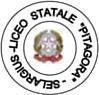 LICEO STATALE "PITAGORA" - SELARGIUS -